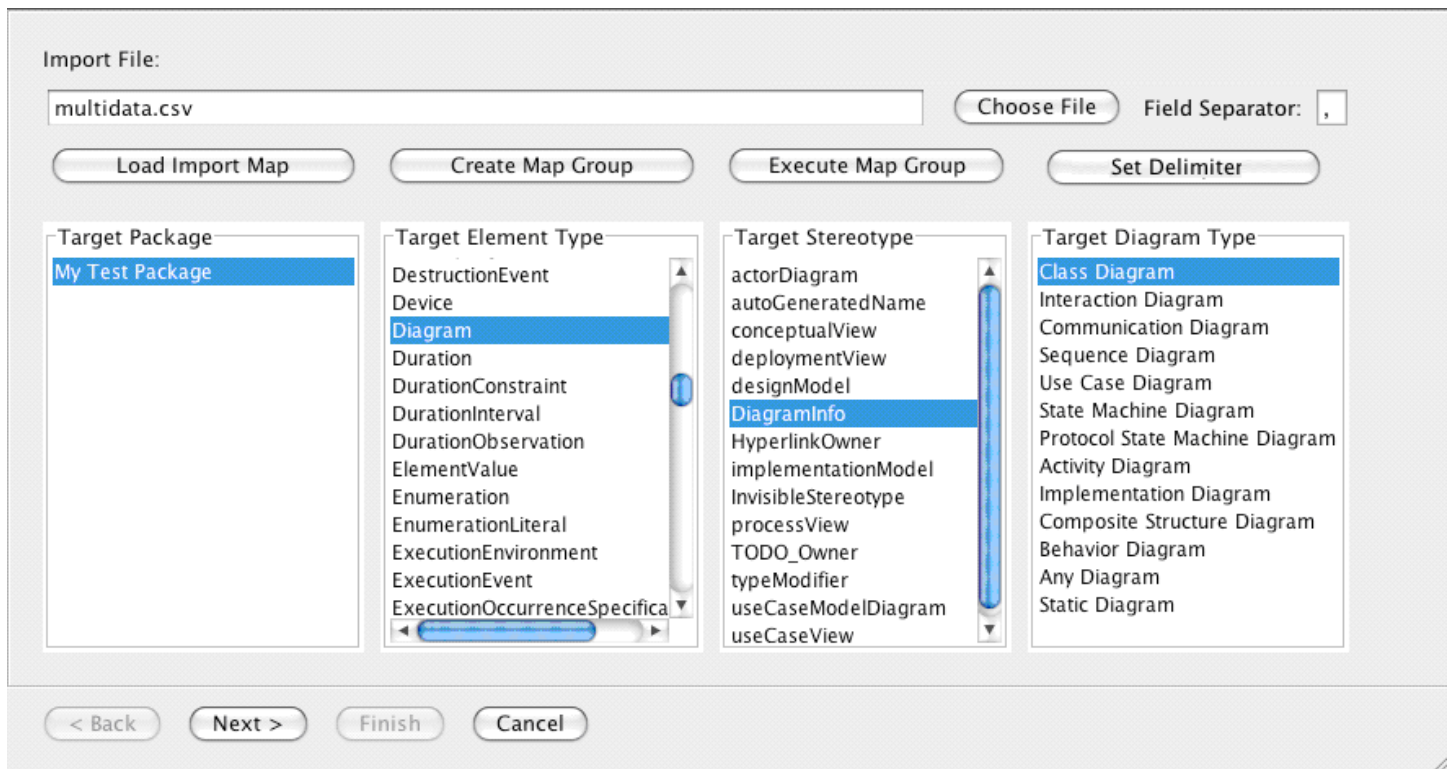 Import File:
multidata.csv
Choose File
Field Separator:
,
Load Import Map
Create Map Group
Execute Map Group
Set Delimiter
Target Package
My Test Package
Target Element Type
DestructionEvent
Device
Diagram
Duration
DurationConstraint
DurationInterval
DurationObservation
ElementValue
Enumeration
EnumerationLiteral
ExecutionEnvironment
ExecutionEvent
ExecutionOccurrenceSpecifica
Target Stereotype
actorDiagram
autoGeneratedName
conceptualView
deploymentView
designModel
DiagramInfo
HyperlinkOwner
implementationModel
InvisibleStereotype
processView
TODO_Owner
typeModifier
useCaseModelDiagram
useCaseView
Target Diagram Type
Class Diagram
Interaction Diagram
Communication Diagram
Sequence Diagram
Use Case Diagram
State Machine Diagram
Protocol State Machine Diagram
Activity Diagram
Implementation Diagram
Composite Structure Diagram
Behavior Diagram
Any Diagram
Static Diagram
< Back
Next >
Finish
Cancel